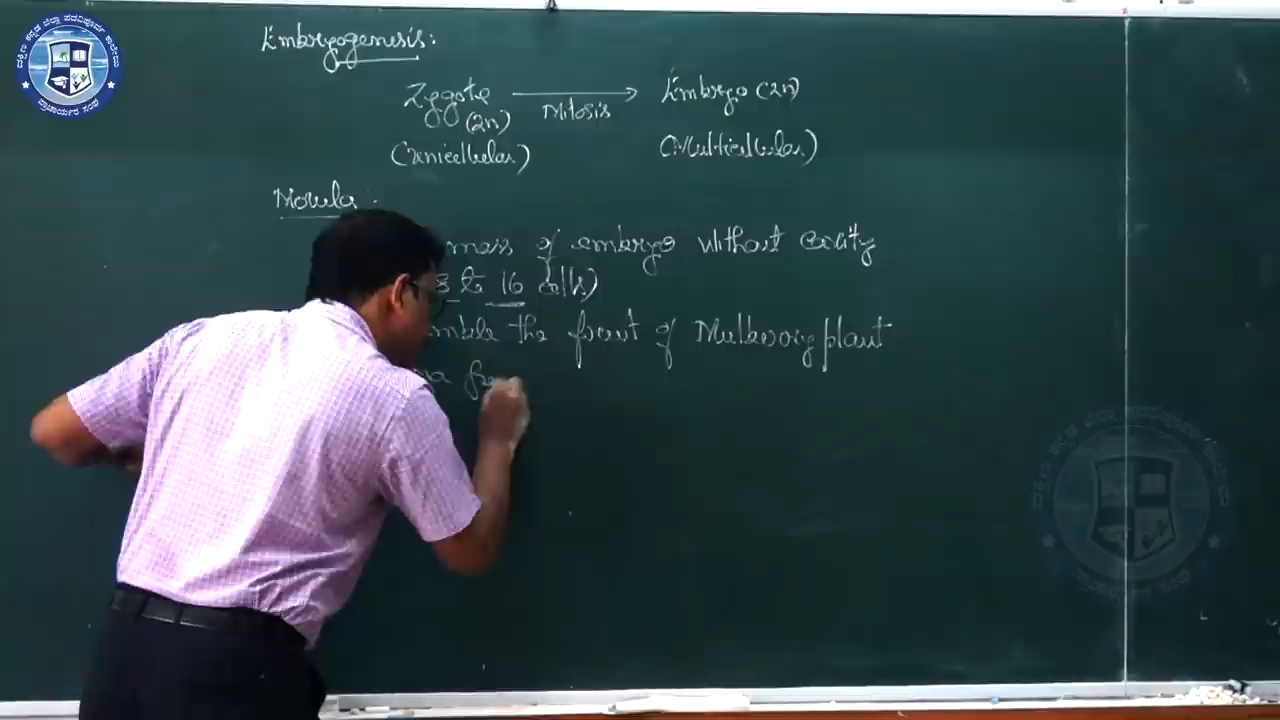 Embryogenesis:
Zygote → Embryo (2n)
Mitosis
(2n)
(Unicellular) (Multicellular)
Morula :
mass of embryo without cavity
8 to 16 cells)
mble the fruit of Mulberry plant